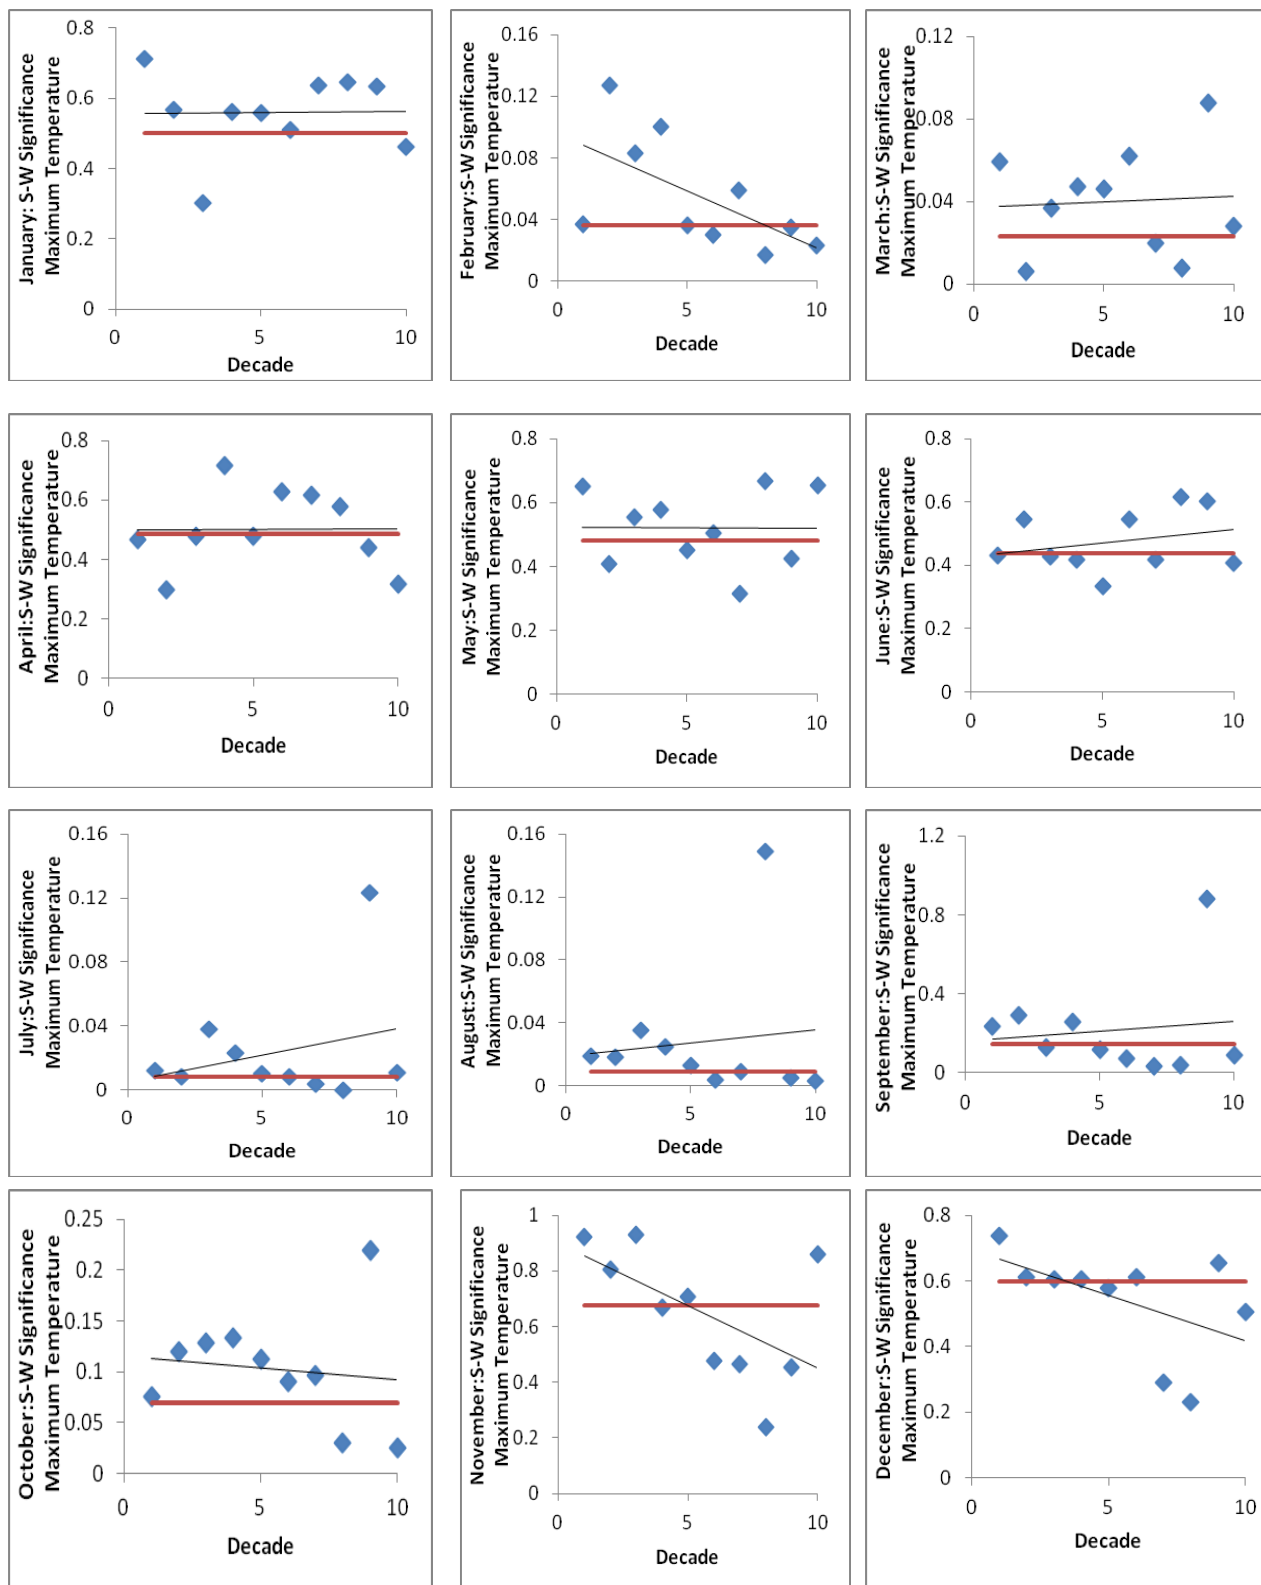 January: S-W Significance
Maximum Temperature
0.8
0.6
0.4
0.2
0
0
5
10
Decade
February:S-W Significance
Maximum Temperature
0.16
0.12
0.08
0.04
0
0
5
10
Decade
March:S-W Significance
Maximum Temperature
0.12
0.08
0.04
0
0
5
10
Decade
April:S-W Significance
Maximum Temperature
0.8
0.6
0.4
0.2
0
0
5
10
Decade
May:S-W Significance
Maximum Temperature
0.8
0.6
0.4
0.2
0
0
5
10
Decade
June:S-W Significance
Maximum Temperature
0.8
0.6
0.4
0.2
0
0
5
10
Decade
July:S-W Significance
Maximum Temperature
0.16
0.12
0.08
0.04
0
0
5
10
Decade
August:S-W Significance
Maximum Temperature
0.16
0.12
0.08
0.04
0
0
5
10
Decade
September:S-W Significance
Maximum Temperature
1.2
0.8
0.4
0
0
5
10
Decade
October:S-W Significance
Maximum Temperature
0.25
0.2
0.15
0.1
0.05
0
0
5
10
Decade
November:S-W Significance
Maximum Temperature
1
0.8
0.6
0.4
0.2
0
0
5
10
Decade
December:S-W Significance
Maximum Temperature
0.8
0.6
0.4
0.2
0
0
5
10
Decade